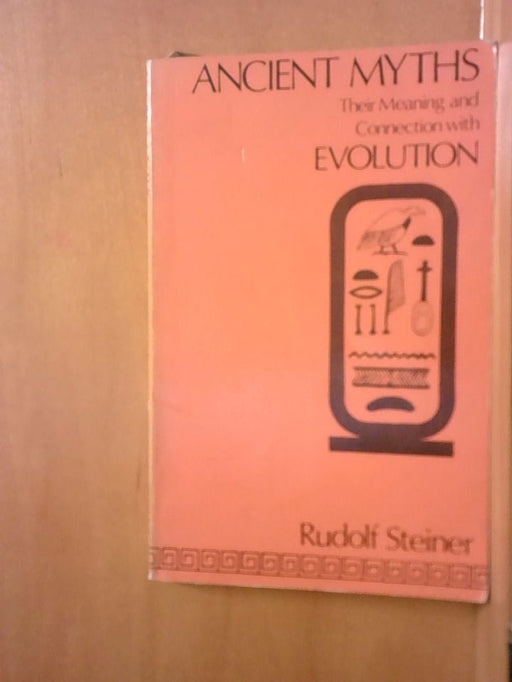 ANCIENT MYTHS
Their Meaning and
Connection with
EVOLUTION
Rudolf Steiner